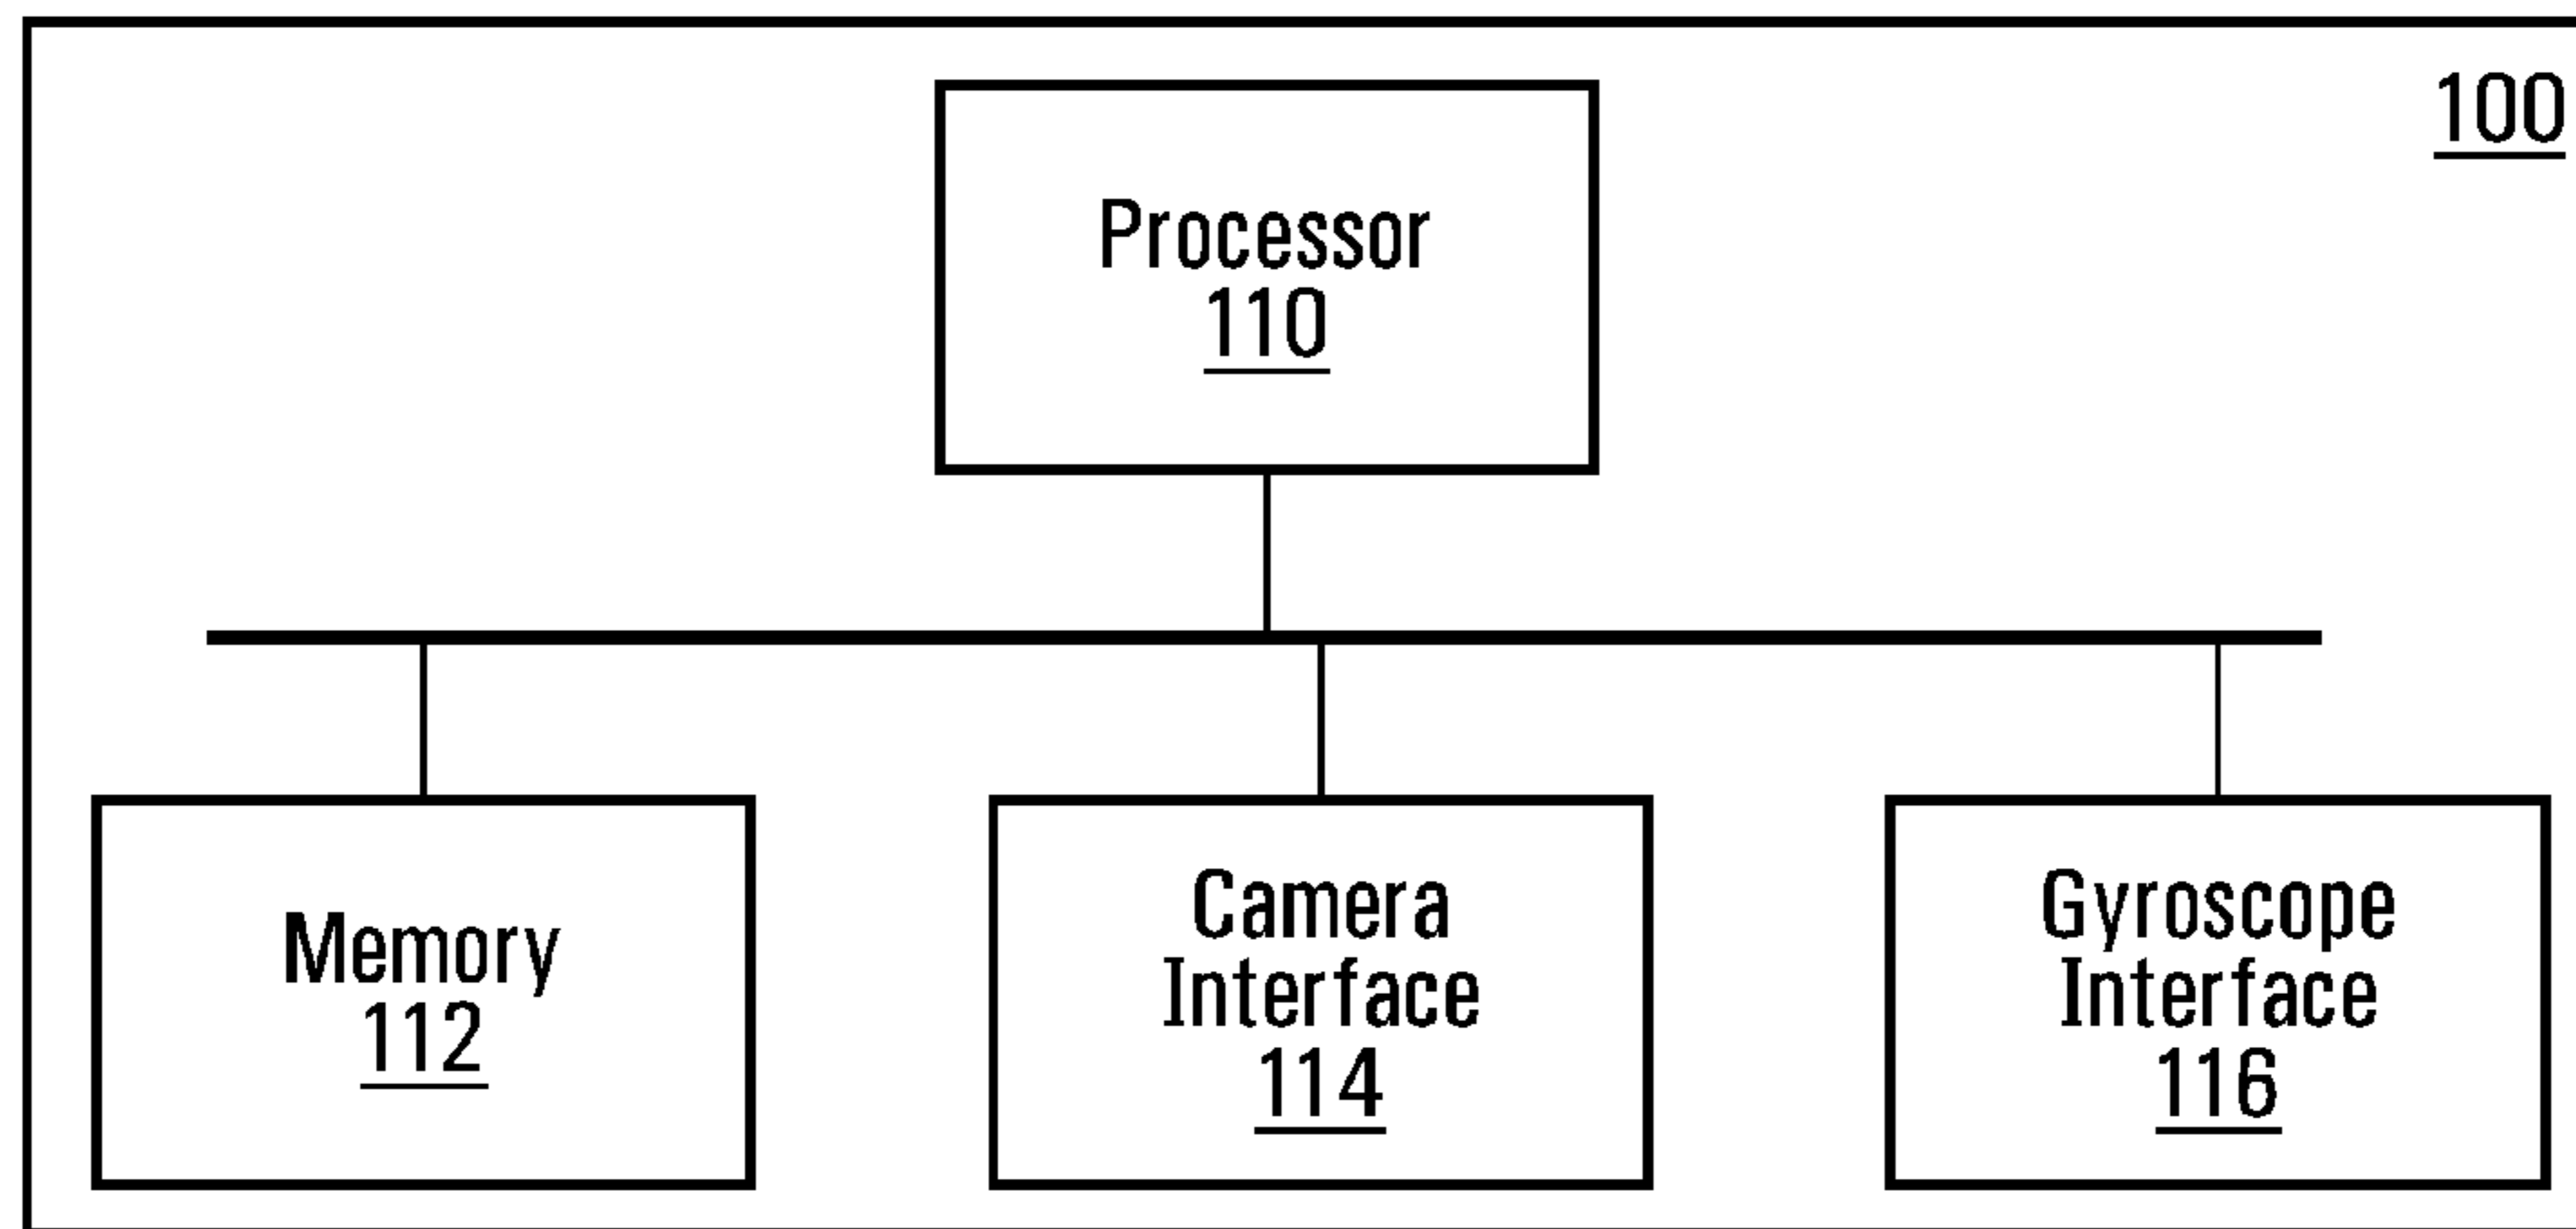 100
Processor
110
Memory
112
Camera
Interface
114
Gyroscope
Interface
116